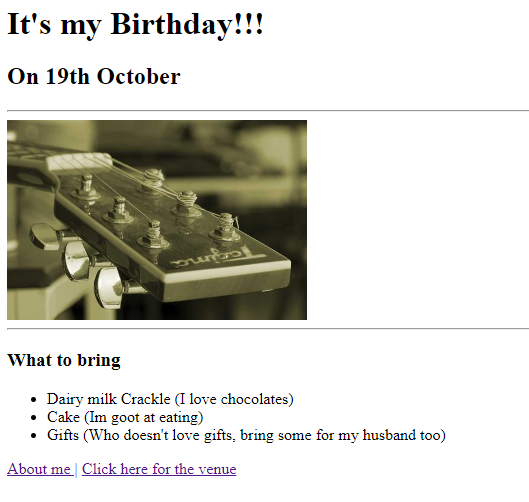 It's my Birthday!!!
On 19th October
Tagima
What to bring
Dairy milk Crackle (I love chocolates)
Cake (Im goot at eating)
Gifts (Who doesn't love gifts, bring some for my husband too)
About me | Click here for the venue